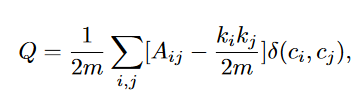 Q = \frac{1}{2m} \sum_{i,j} [A_{ij} - \frac{k_i k_j}{2m}] \delta(c_i, c_j),